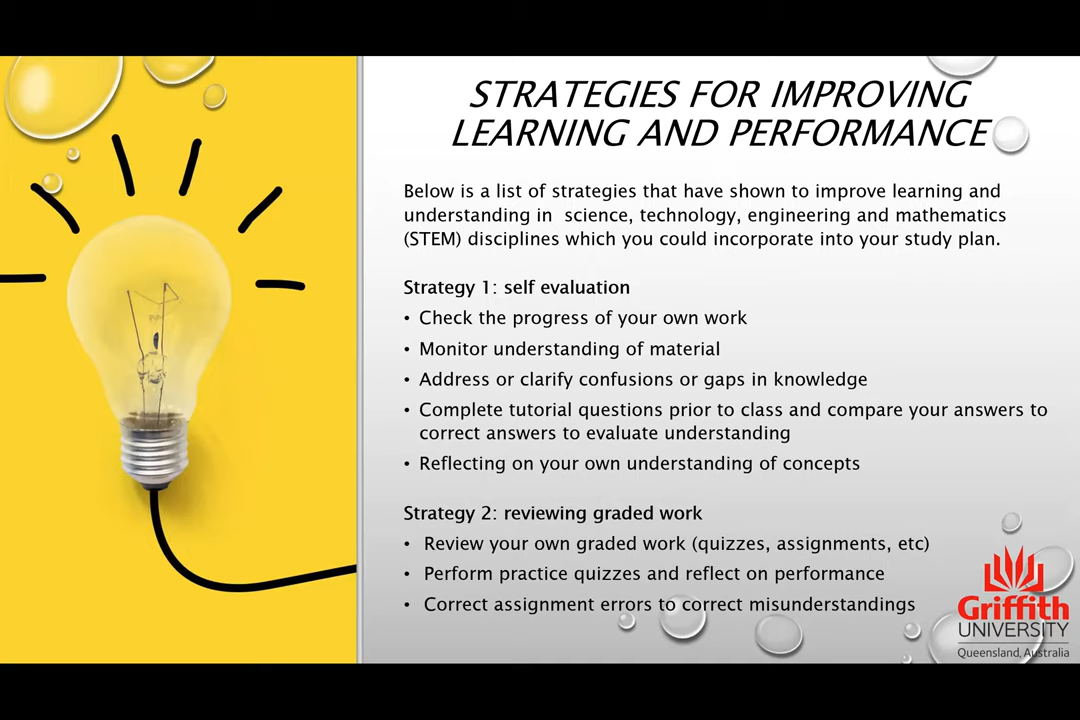 STRATEGIES FOR IMPROVING
LEARNING AND PERFORMANCE
Below is a list of strategies that have shown to improve learning and
understanding in  science, technology, engineering and mathematics
(STEM) disciplines which you could incorporate into your study plan.
Strategy 1: self evaluation
• Check the progress of your own work
• Monitor understanding of material
• Address or clarify confusions or gaps in knowledge
• Complete tutorial questions prior to class and compare your answers to
correct answers to evaluate understanding
• Reflecting on your own understanding of concepts
Strategy 2: reviewing graded work
• Review your own graded work (quizzes, assignments, etc)
• Perform practice quizzes and reflect on performance
• Correct assignment errors to correct misunderstandings
Griffith
UNIVERSITY
Queensland, Australia